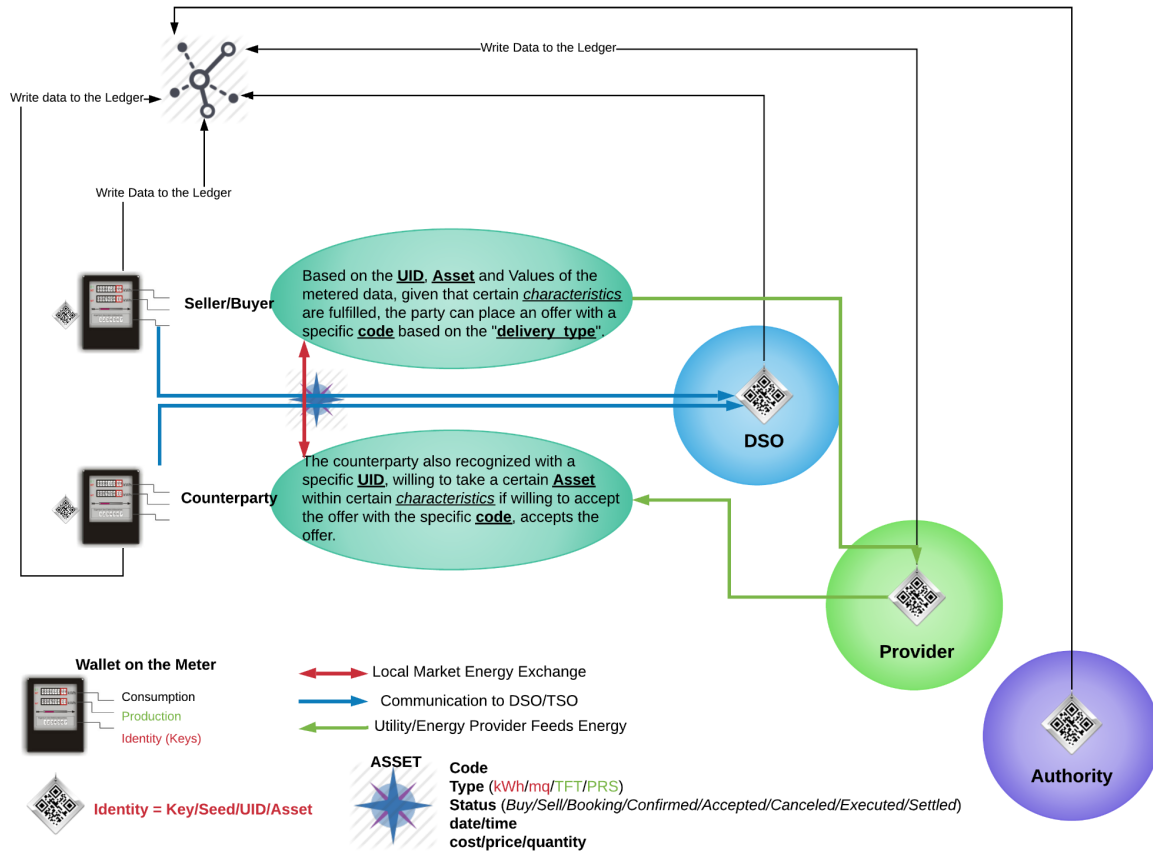 Write Data to the Ledger
Write data to the Ledger
Write Data to the Ledger
Seller/Buyer
Based on the UID, Asset and Values of the
metered data, given that certain characteristics
are fulfilled, the party can place an offer with a
specific code based on the "delivery_type".
DSO
Counterparty
The counterparty also recognized with a
specific UID, willing to take a certain Asset
within certain characteristics if willing to accept
the offer with the specific code, accepts the
offer.
Provider
Authority
Wallet on the Meter
Consumption
Production
Identity (Keys)
Local Market Energy Exchange
Communication to DSO/TSO
Utility/Energy Provider Feeds Energy
Identity = Key/Seed/UID/Asset
ASSET
Code
Type (kWh/mq/TFT/PRS)
Status (Buy/Sell/Booking/Confirmed/Accepted/Canceled/Executed/Settled)
date/time
cost/price/quantity